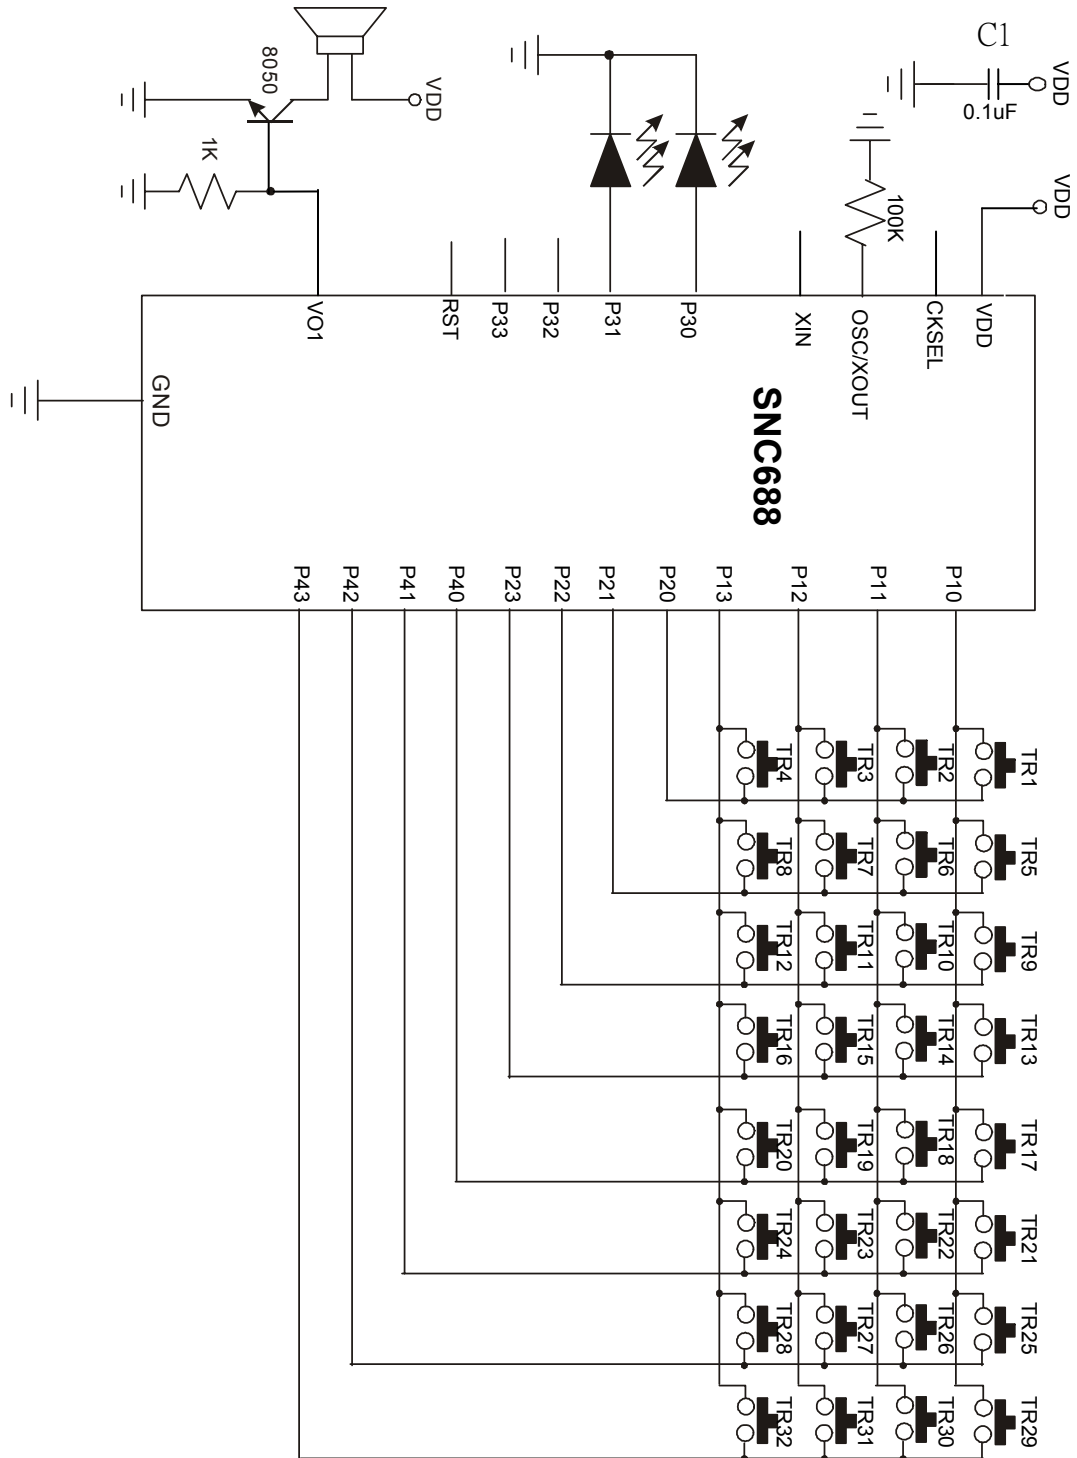 C1
VDD
0.1uF
8050
VDD
1K
100K
VDD
VO1
RST
P33
P32
P31
P30
XIN
OSC/XOUT
CKSEL
VDD
GND
SNC688
P43
P42
P41
P40
P23
P22
P21
P20
P13
P12
P11
P10
TR4
TR3
TR2
TR1
TR8
TR7
TR6
TR5
TR12
TR11
TR10
TR9
TR16
TR15
TR14
TR13
TR20
TR19
TR18
TR17
TR24
TR23
TR22
TR21
TR28
TR27
TR26
TR25
TR32
TR31
TR30
TR29